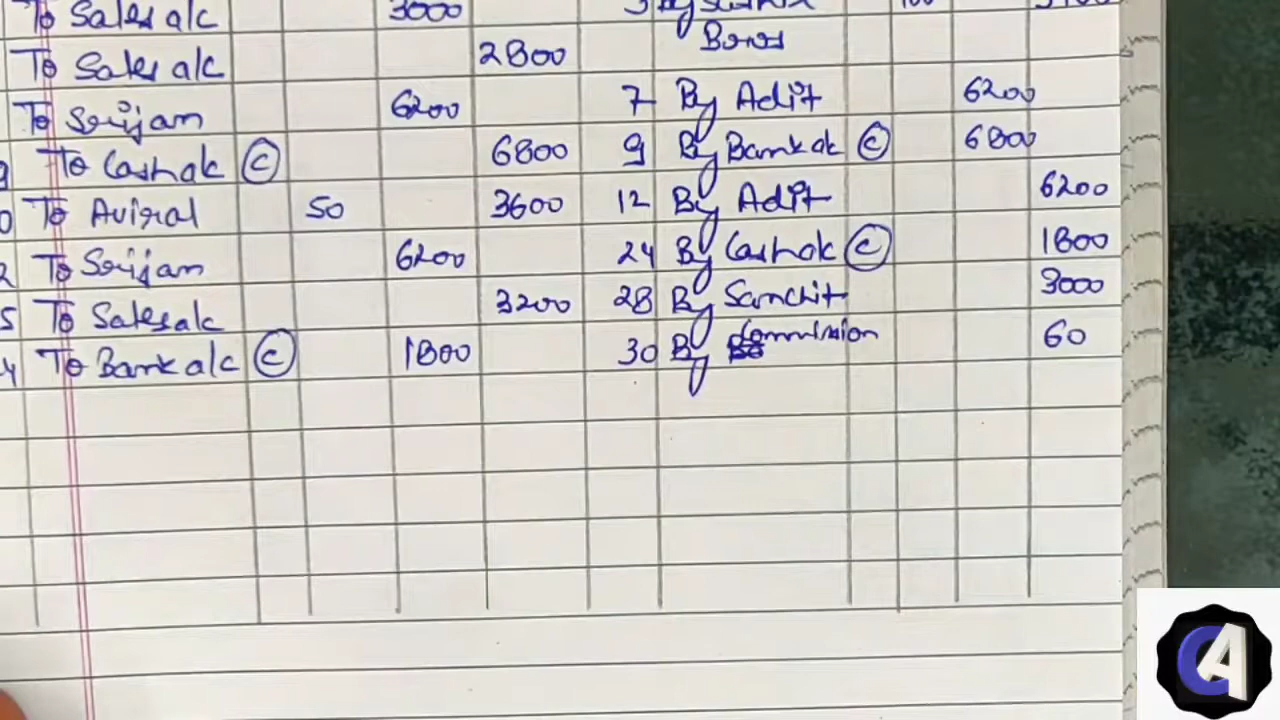 To Sales a/c 3000
To Sales a/c 2800
Bros
To Srijan 6200 7 By Adit 6200
To Cash a/c (C) 6800 9 By Bank a/c (C) 6800
To Aviral 50 3600 12 By Adit 6200
To Srijan 6200 24 By Cash a/c (C) 1800
To Sales a/c 3200 28 By Sanchit 3000
To Bank a/c (C) 1800 30 By Commission 60
CA